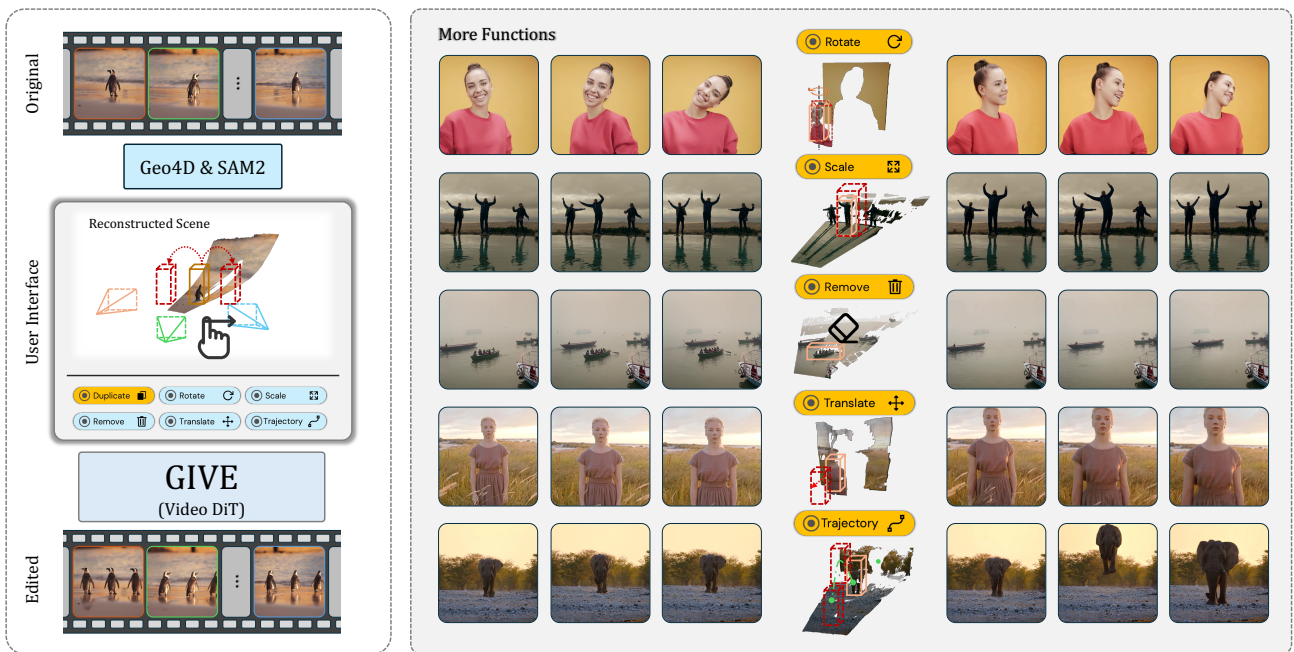 Original
Geo4D & SAM2
User Interface
Reconstructed Scene
Duplicate
Rotate
Scale
Remove
Translate
Trajectory
GIVE
(Video DiT)
Edited
More Functions
Rotate
Scale
Remove
Translate
Trajectory